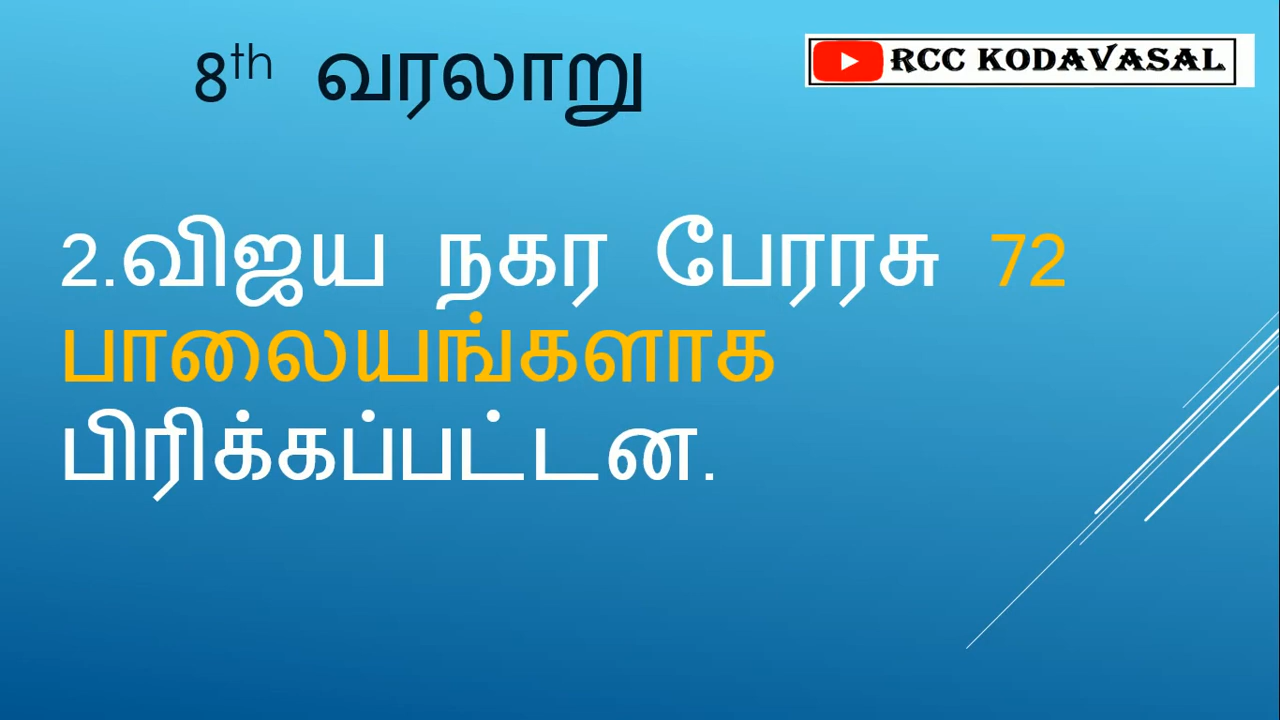 8th வரலாறு
RCC KODAVASAL
2.விஜய நகர பேரரசு 72
பாலையங்களாக
பிரிக்கப்பட்டன.